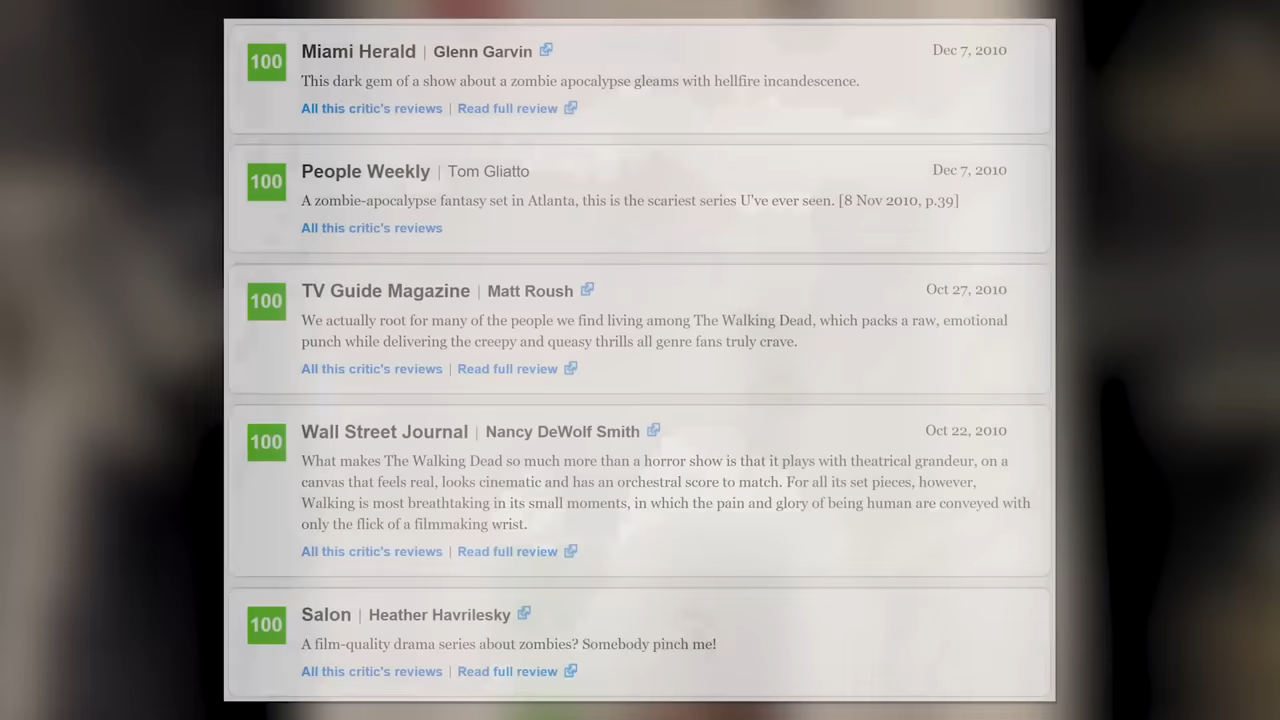 100 Miami Herald | Glenn Garvin Dec 7, 2010
This dark gem of a show about a zombie apocalypse gleams with hellfire incandescence.
All this critic's reviews | Read full review
100 People Weekly | Tom Gliatto Dec 7, 2010
A zombie-apocalypse fantasy set in Atlanta, this is the scariest series U've ever seen. [8 Nov 2010, p.39]
All this critic's reviews
100 TV Guide Magazine | Matt Roush Oct 27, 2010
We actually root for many of the people we find living among The Walking Dead, which packs a raw, emotional
punch while delivering the creepy and queasy thrills all genre fans truly crave.
All this critic's reviews | Read full review
100 Wall Street Journal | Nancy DeWolf Smith Oct 22, 2010
What makes The Walking Dead so much more than a horror show is that it plays with theatrical grandeur, on a
canvas that feels real, looks cinematic and has an orchestral score to match. For all its set pieces, however,
Walking is most breathtaking in its small moments, in which the pain and glory of being human are conveyed with
only the flick of a filmmaking wrist.
All this critic's reviews | Read full review
100 Salon | Heather Havrilesky
A film-quality drama series about zombies? Somebody pinch me!
All this critic's reviews | Read full review